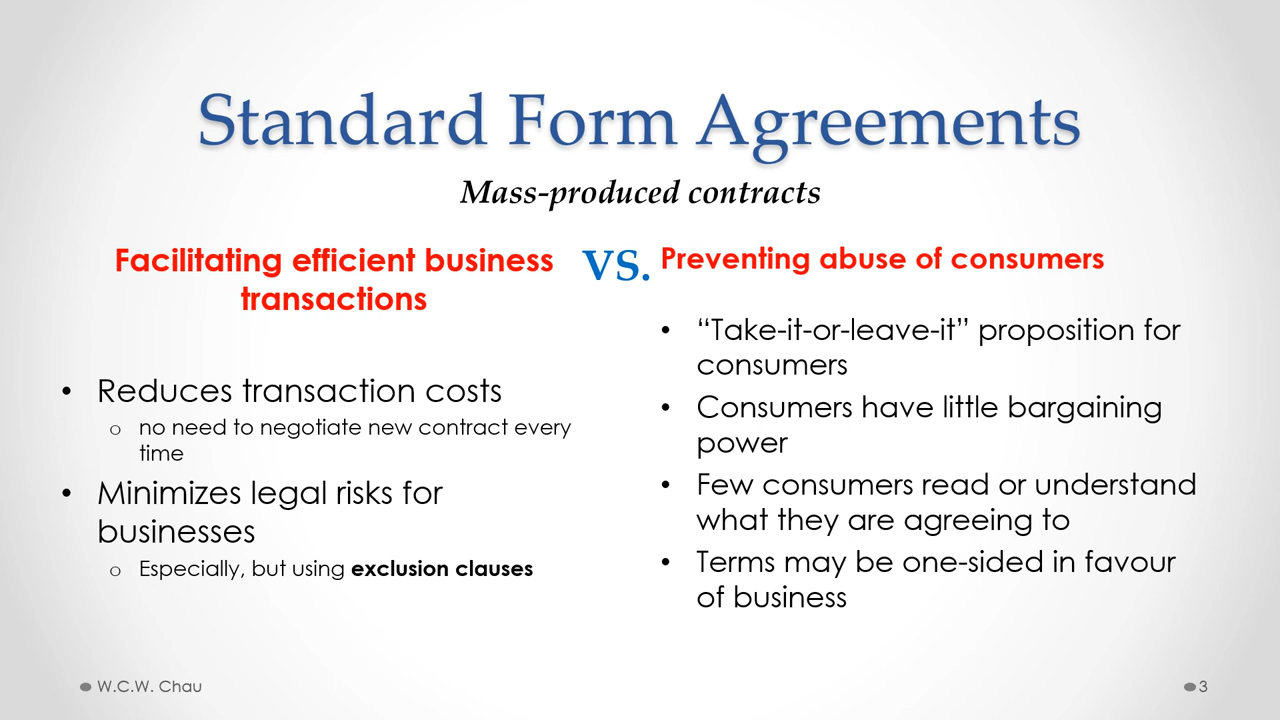 Standard Form Agreements
Mass-produced contracts
Facilitating efficient business
transactions
vs.
Preventing abuse of consumers
• Reduces transaction costs
o no need to negotiate new contract every
time
• Minimizes legal risks for
businesses
o Especially, but using exclusion clauses
• “Take-it-or-leave-it” proposition for
consumers
• Consumers have little bargaining
power
• Few consumers read or understand
what they are agreeing to
• Terms may be one-sided in favour
of business
W.C.W. Chau
3